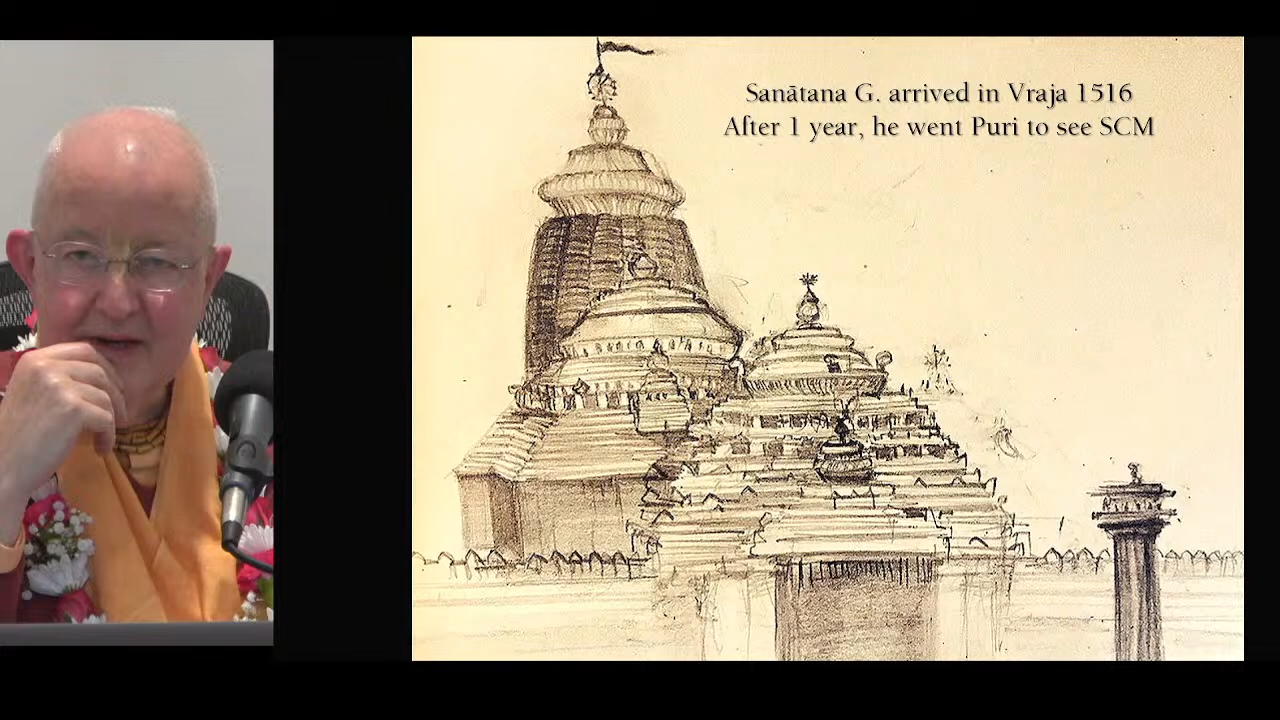 Sanātana G. arrived in Vraja 1516
After 1 year, he went Puri to see SCM